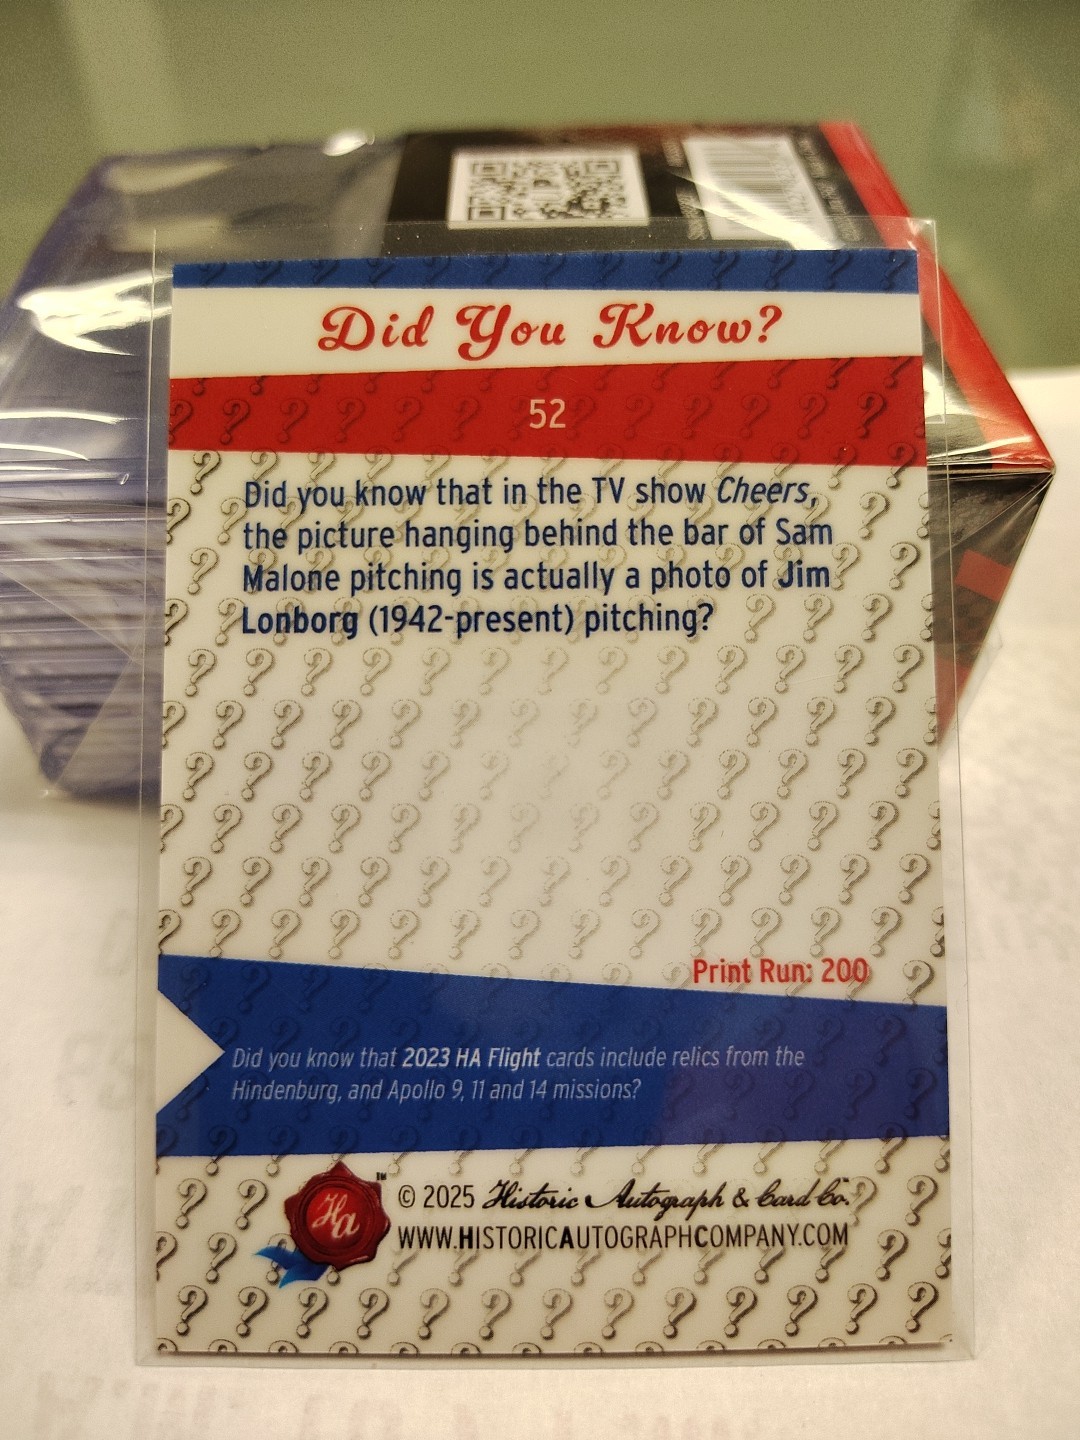 Did You Know?
52
Did you know that in the TV show Cheers,
the picture hanging behind the bar of Sam
Malone pitching is actually a photo of Jim
Lonborg (1942-present) pitching?
Print Run: 200
Did you know that 2023 HA Flight cards include relics from the
Hindenburg, and Apollo 9, 11 and 14 missions?
Ha
™
© 2025 Historic Autograph & Card Co.™
WWW.HISTORICAUTOGRAPHCOMPANY.COM